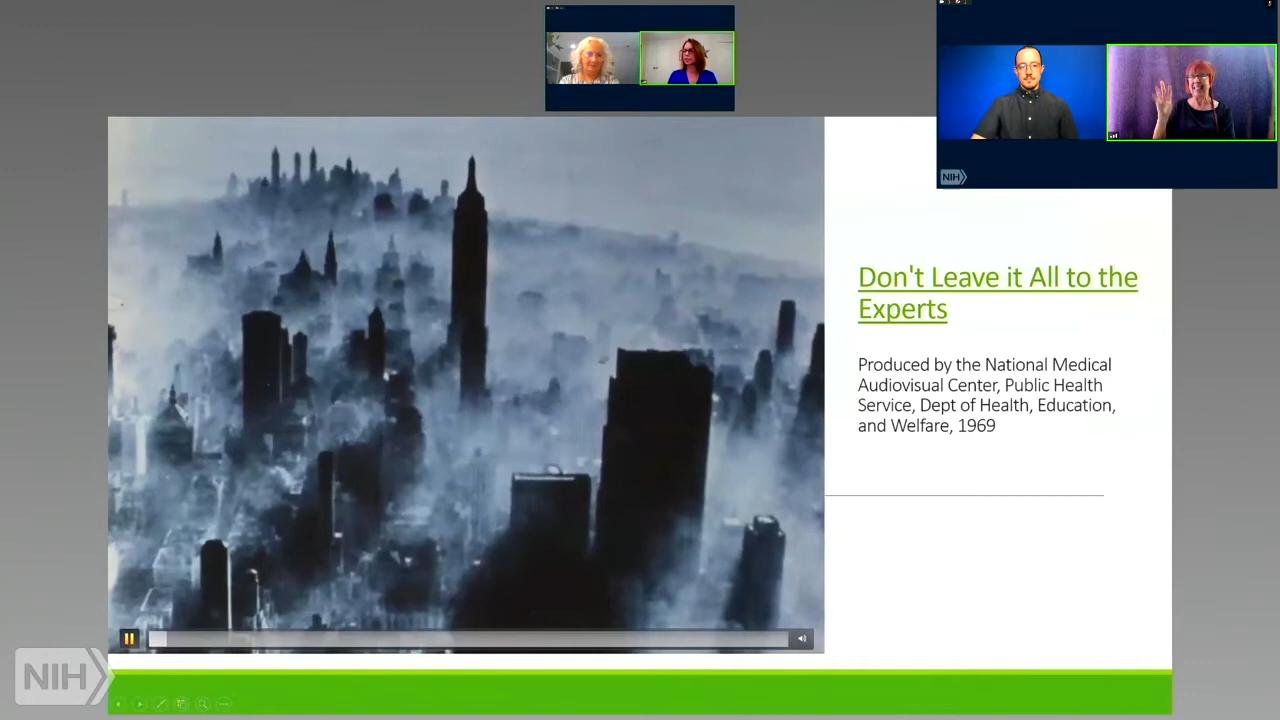 NIH
Don't Leave it All to the
Experts
Produced by the National Medical
Audiovisual Center, Public Health
Service, Dept of Health, Education,
and Welfare, 1969
NIH